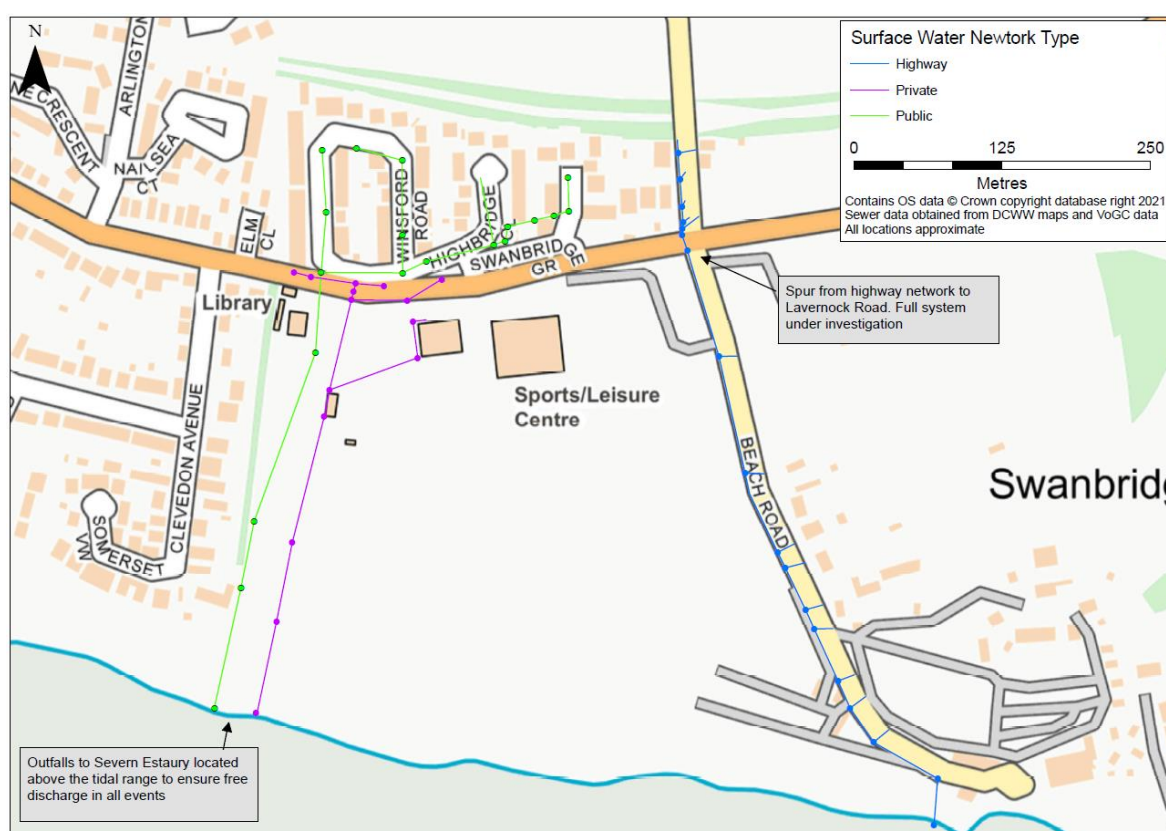 N
NE CRESCENT
ARLINGTON
NAILSEA
CT
ELM
CL
WINSFORD
ROAD
HIGHBRIDGE
CL
SWANBRIDGE
GR
Library
CLEVEDON AVENUE
SOMERSET
VIEW
Sports/Leisure
Centre
BEACH ROAD
Swanbridg
Surface Water Newtork Type
Highway
Private
Public
0 125 250
Metres
Contains OS data © Crown copyright database right 2021
Sewer data obtained from DCWW maps and VoGC data
All locations approximate
Spur from highway network to
Lavernock Road. Full system
under investigation
Outfalls to Severn Estaury located
above the tidal range to ensure free
discharge in all events